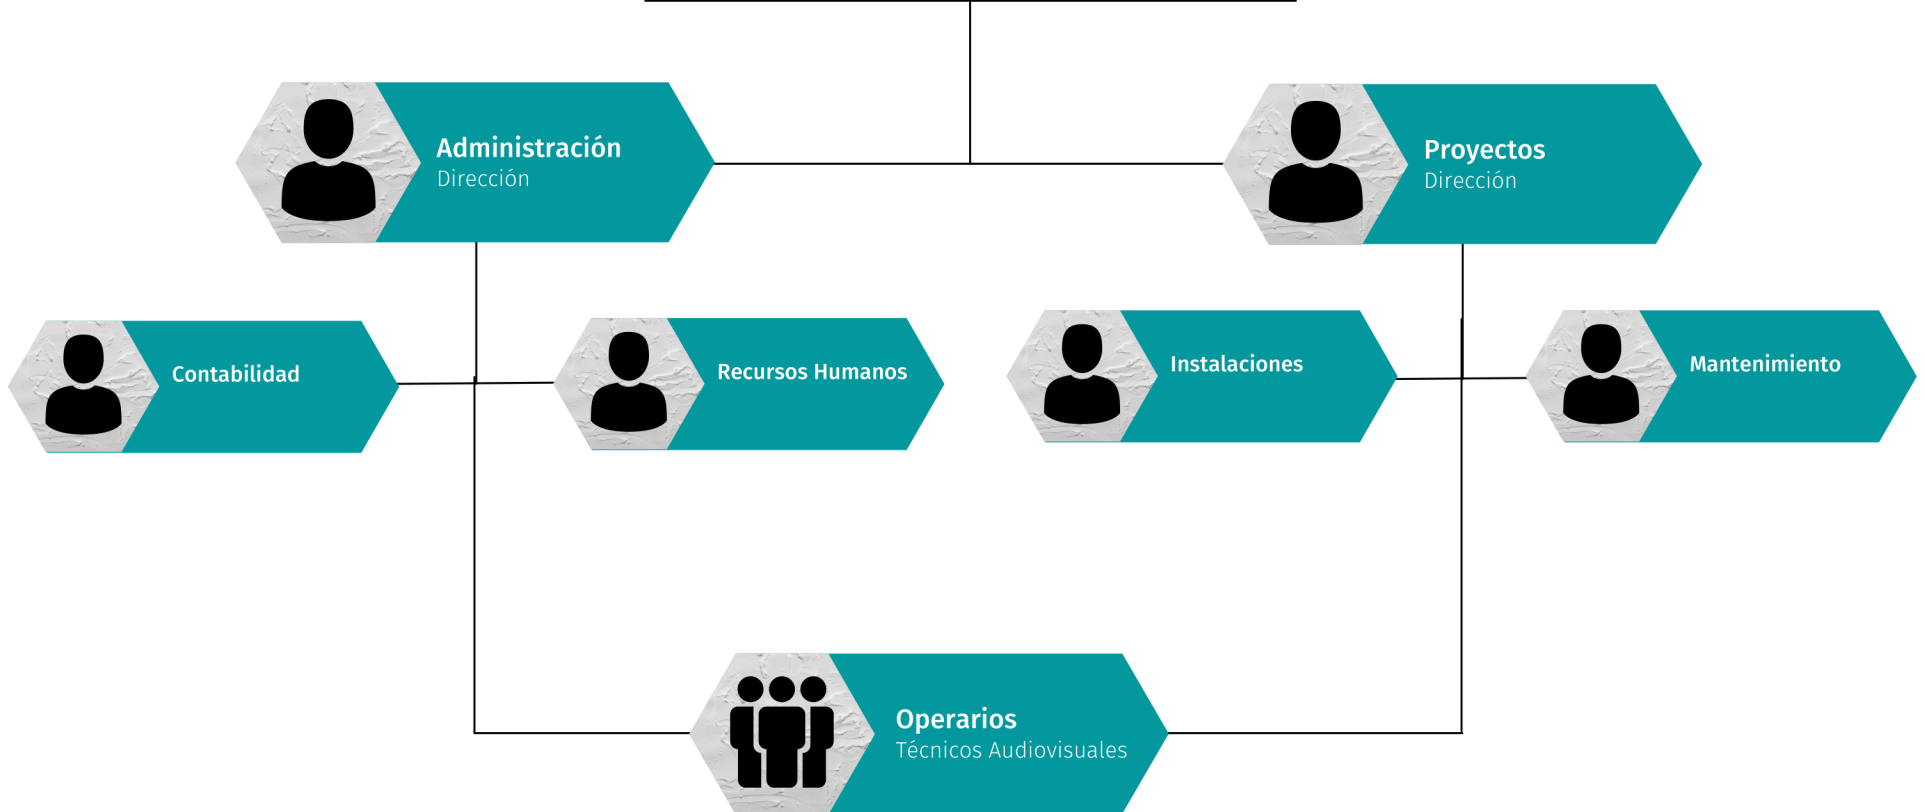 Administración
Dirección
Proyectos
Dirección
Contabilidad
Recursos Humanos
Instalaciones
Mantenimiento
Operarios
Técnicos Audiovisuales